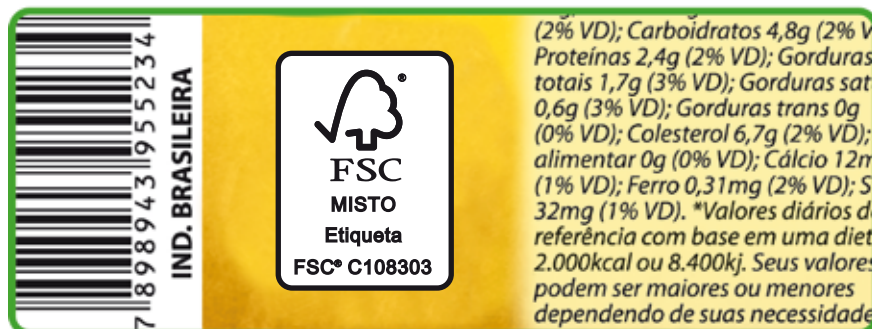 7 898943 955234
IND. BRASILEIRA
FSC
MISTO
Etiqueta
FSC® C108303
(2% VD); Carboidratos 4,8g (2% V
Proteínas 2,4g (2% VD); Gorduras
totais 1,7g (3% VD); Gorduras sat
0,6g (3% VD); Gorduras trans 0g
(0% VD); Colesterol 6,7g (2% VD);
alimentar 0g (0% VD); Cálcio 12m
(1% VD); Ferro 0,31mg (2% VD); S
32mg (1% VD). *Valores diários d
referência com base em uma diet
2.000kcal ou 8.400kj. Seus valores
podem ser maiores ou menores
dependendo de suas necessidade